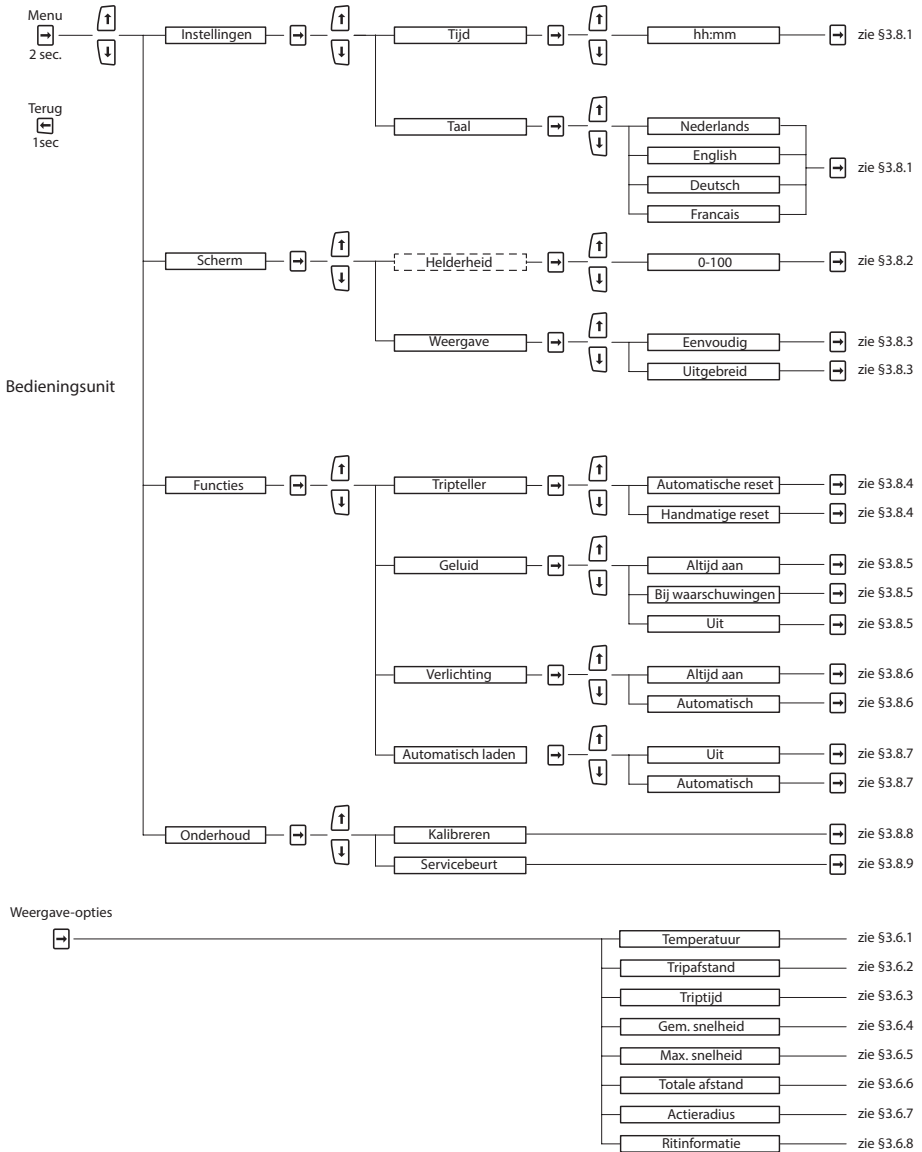 Menu
2 sec.
Instellingen
Tijd
hh:mm
zie §3.8.1
Terug
1sec
Taal
Nederlands
English
Deutsch
Francais
zie §3.8.1
Scherm
Helderheid
0-100
zie §3.8.2
Weergave
Eenvoudig
zie §3.8.3
Uitgebreid
zie §3.8.3
Bedieningsunit
Functies
Tripteller
Automatische reset
zie §3.8.4
Handmatige reset
zie §3.8.4
Geluid
Altijd aan
zie §3.8.5
Bij waarschuwingen
zie §3.8.5
Uit
zie §3.8.5
Verlichting
Altijd aan
zie §3.8.6
Automatisch
zie §3.8.6
Automatisch laden
Uit
zie §3.8.7
Automatisch
zie §3.8.7
Onderhoud
Kalibreren
zie §3.8.8
Servicebeurt
zie §3.8.9
Weergave-opties
Temperatuur
zie §3.6.1
Tripafstand
zie §3.6.2
Triptijd
zie §3.6.3
Gem. snelheid
zie §3.6.4
Max. snelheid
zie §3.6.5
Totale afstand
zie §3.6.6
Actieradius
zie §3.6.7
Ritinformatie
zie §3.6.8